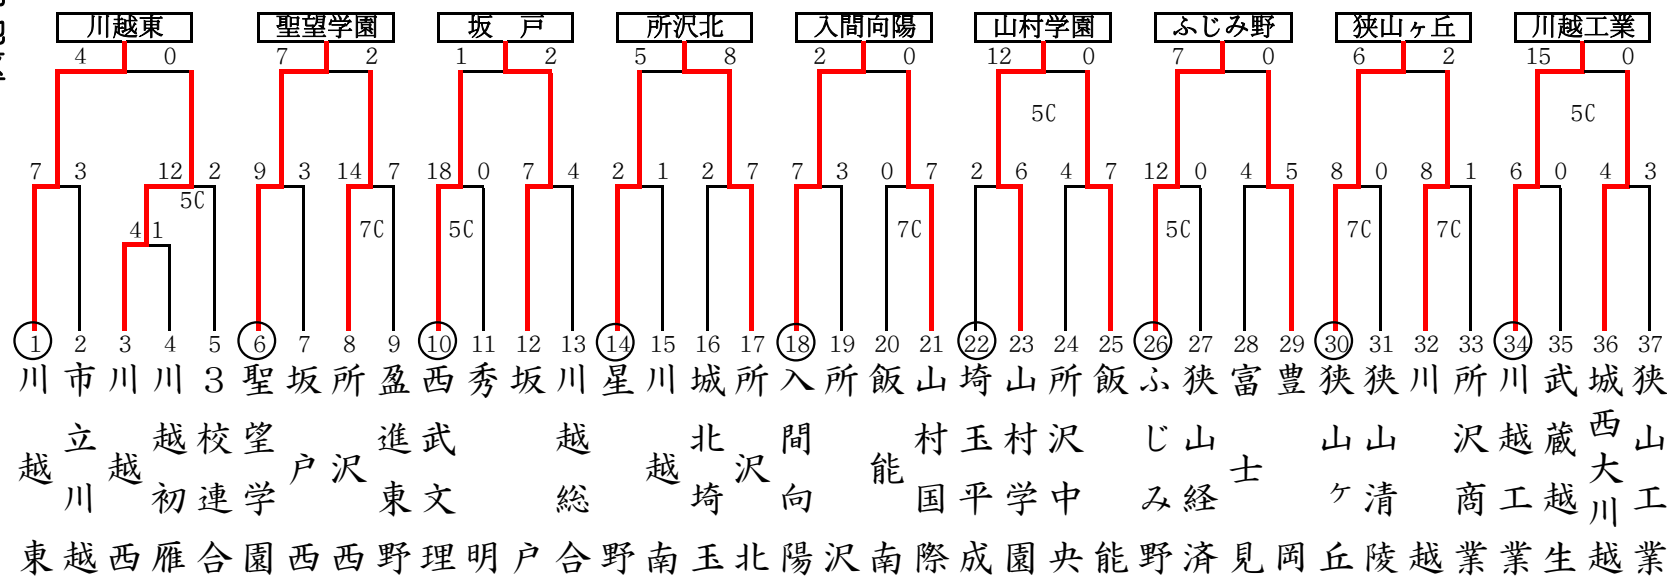 川越東 聖望学園 坂戸 所沢北 入間向陽 山村学園 ふじみ野 狭山ヶ丘 川越工業
4 0 7 2 1 2 5 8 2 0 12 0 7 0 6 2 15 0
5C 5C
7 3 12 2 9 3 14 7 18 0 7 4 2 1 2 7 7 3 0 7 2 6 4 7 12 0 4 5 8 0 8 1 6 0 4 3
5C
4 1 7C 5C 7C 5C 7C 7C
1 2 3 4 5 6 7 8 9 10 11 12 13 14 15 16 17 18 19 20 21 22 23 24 25 26 27 28 29 30 31 32 33 34 35 36 37
川越東
市立川越
川越西
川越初雁
3校連合
聖望学園
坂戸西
所沢西
盈進東野
西武文理
秀明
坂戸
川越総合
星野
川越南
城北埼玉
所沢北
入間向陽
所沢
飯能南
山村国際
埼玉平成
山村学園
所沢中央
飯能
ふじみ野
狭山経済
富士見
豊岡
狭山ケ丘
狭山清陵
川越
所沢商業
川越工業
武蔵越生
城西大川越
狭山工業